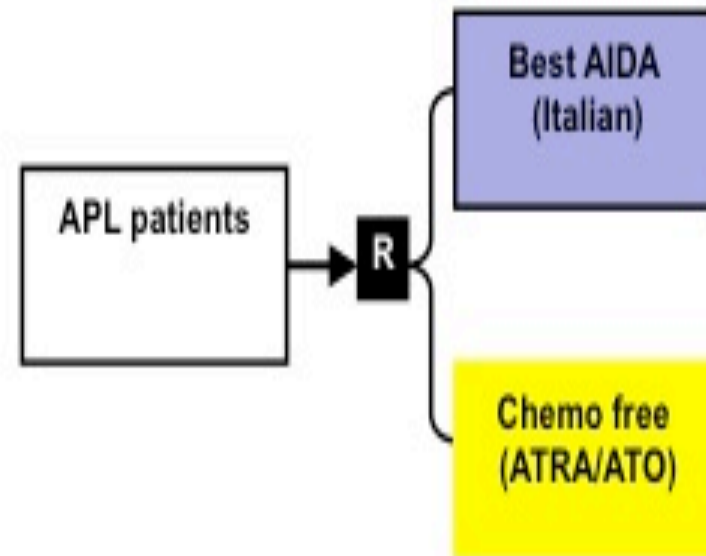 APL patients
R
Best AIDA
(Italian)
Chemo free
(ATRA/ATO)